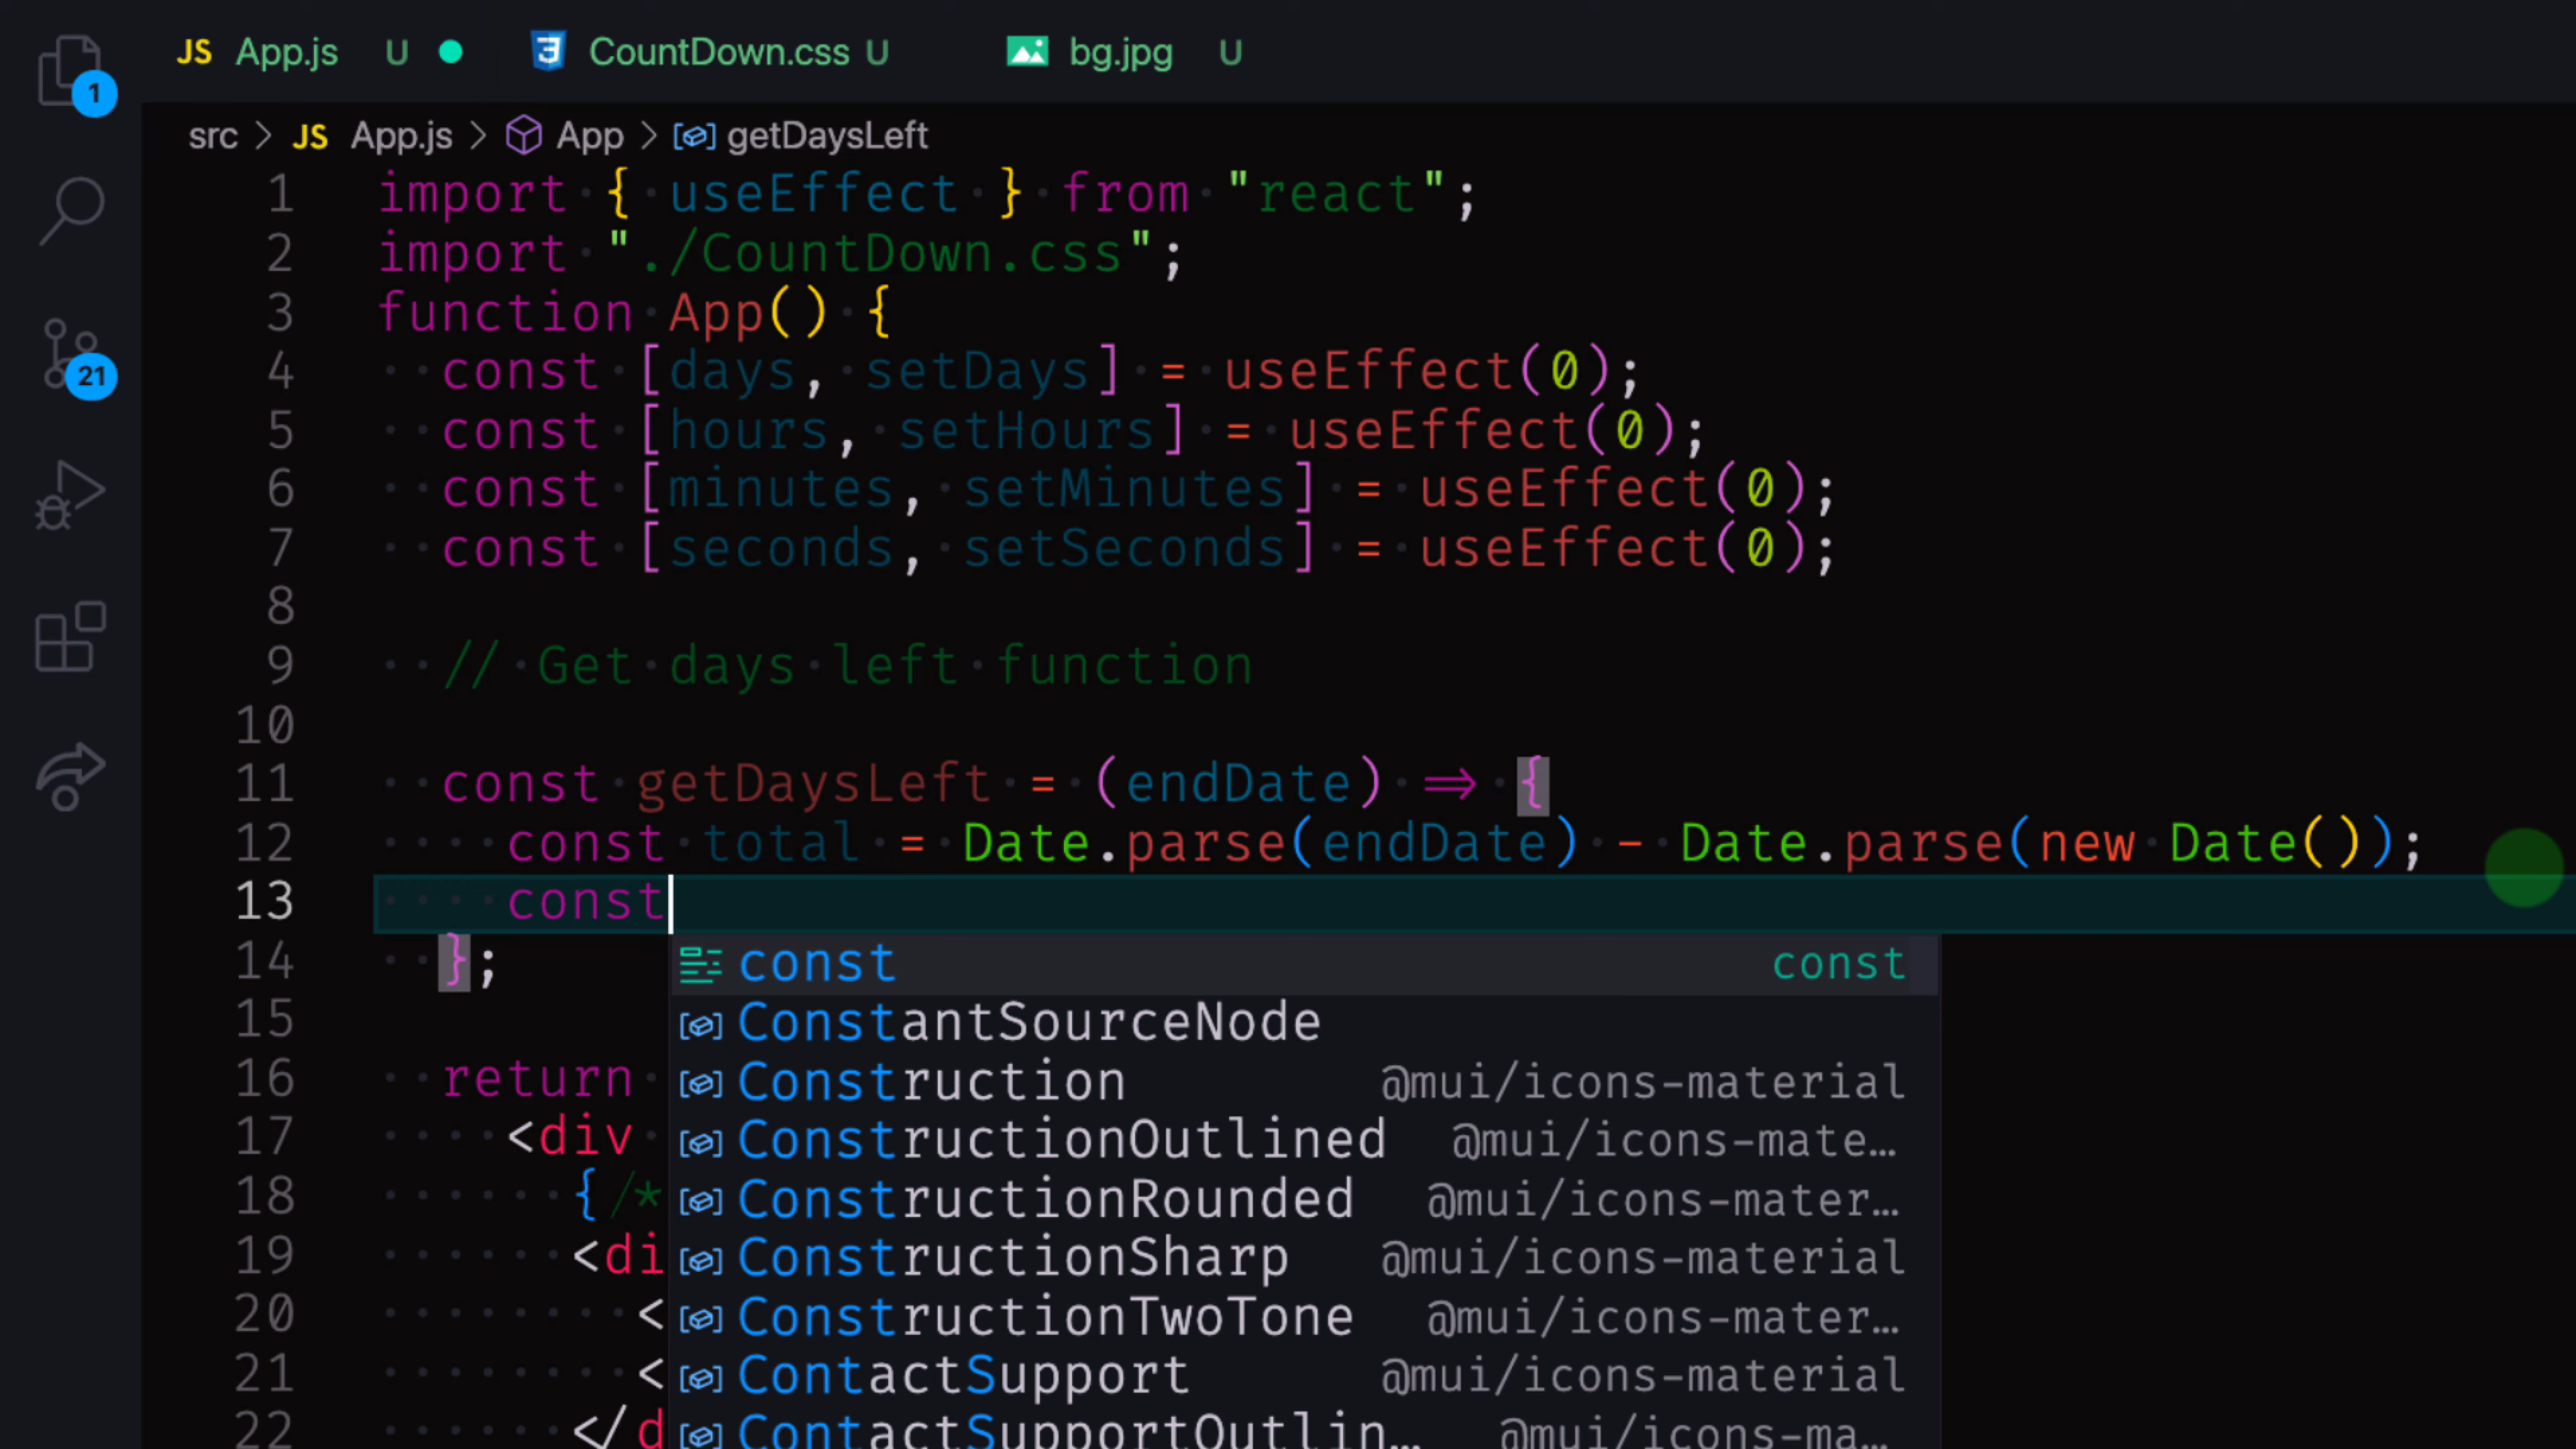 JS App.js U CountDown.css U bg.jpg U
1
src > JS App.js > App > getDaysLeft
1 import { useEffect } from "react";
2 import "./CountDown.css";
3 function App() {
4 const [days, setDays] = useEffect(0);
5 const [hours, setHours] = useEffect(0);
6 const [minutes, setMinutes] = useEffect(0);
21
7 const [seconds, setSeconds] = useEffect(0);
8
9 // Get days left function
10
11 const getDaysLeft = (endDate) => {
12 const total = Date.parse(endDate) - Date.parse(new Date());
13 const
14 };
const const
15
ConstantSourceNode
16 return
Construction @mui/icons-material
17 <div
ConstructionOutlined @mui/icons-mate…
18 {/*
ConstructionRounded @mui/icons-mater…
19 <di
ConstructionSharp @mui/icons-material
20 <
ConstructionTwoTone @mui/icons-mater…
21 <
ContactSupport @mui/icons-material
22 </d
ContactSupportOutlin… @mui/icons-ma…